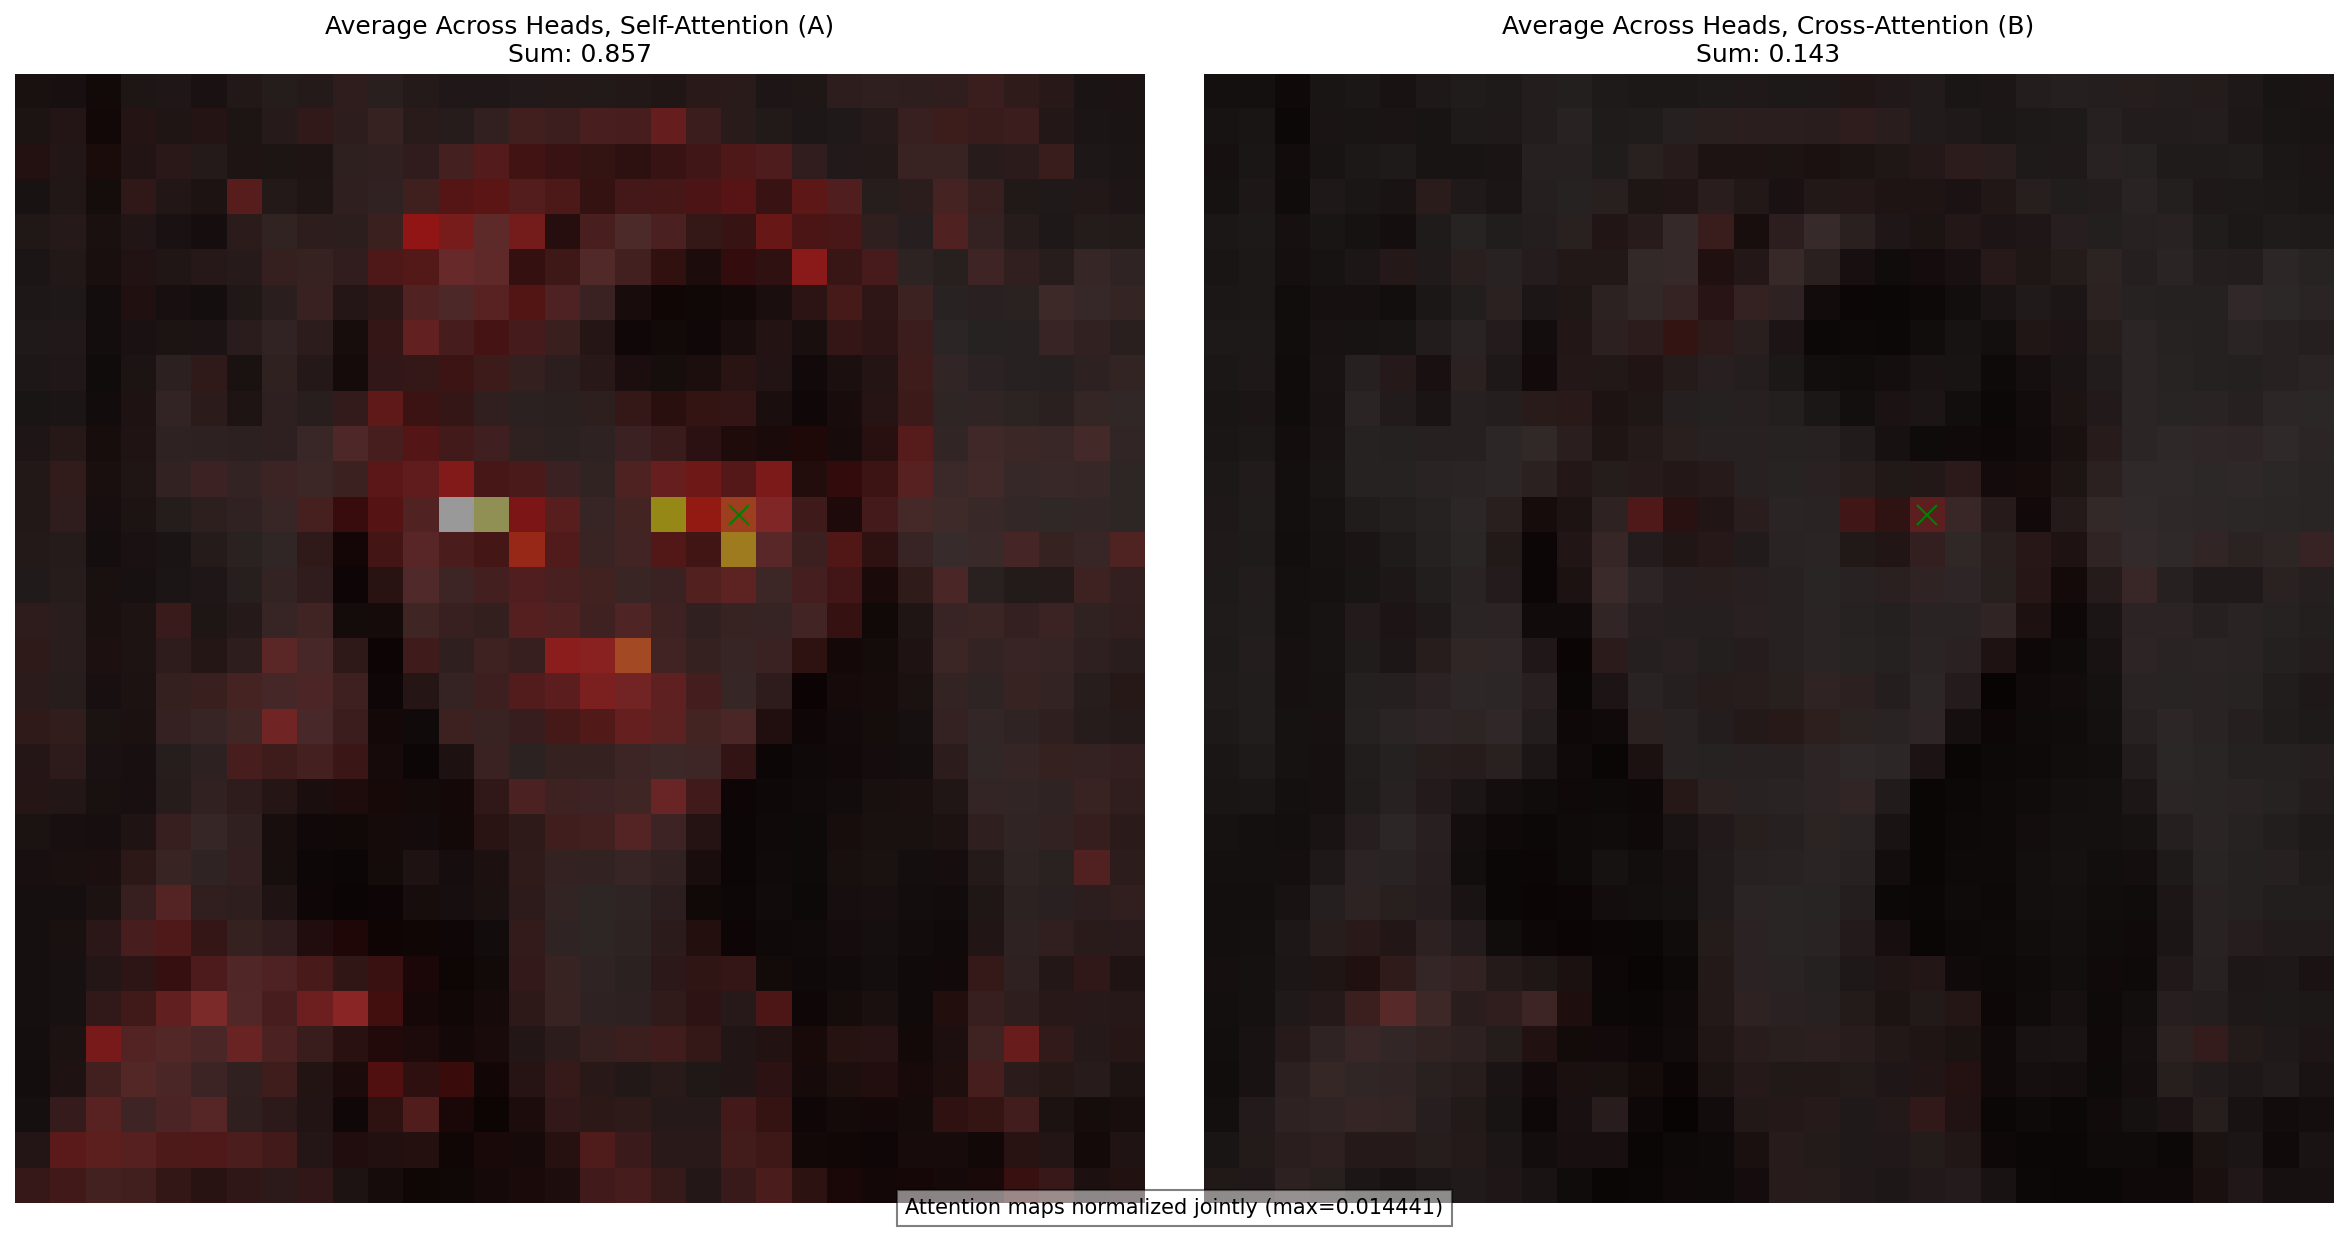 Average Across Heads, Self-Attention (A)
Sum: 0.857
Average Across Heads, Cross-Attention (B)
Sum: 0.143
Attention maps normalized jointly (max=0.014441)